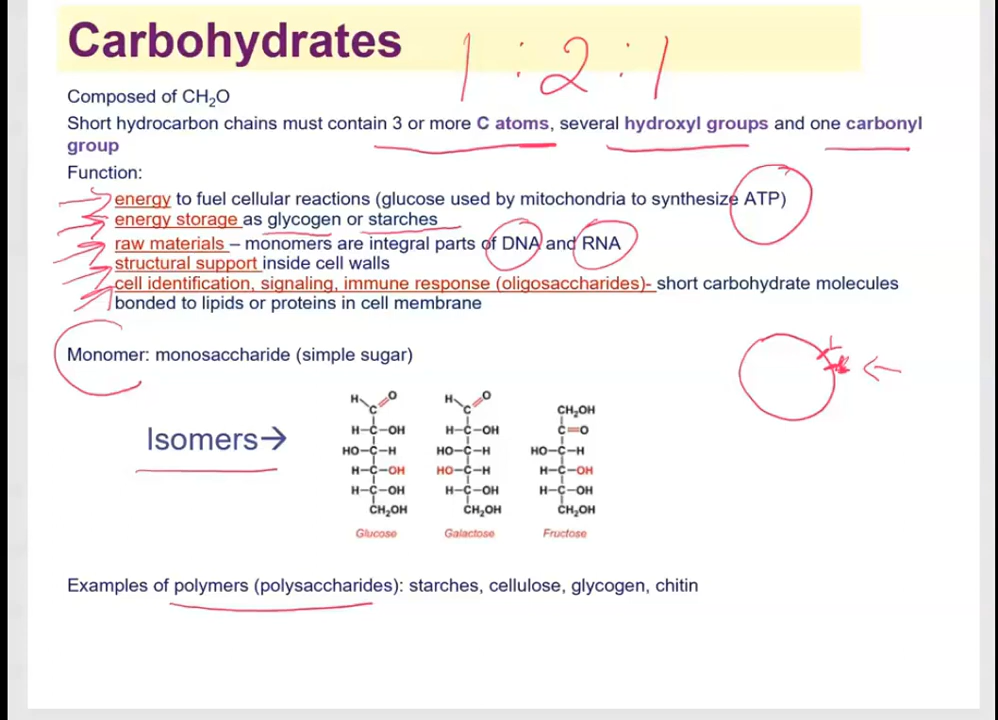 Carbohydrates
1 : 2 : 1
Composed of CH₂O
Short hydrocarbon chains must contain 3 or more C atoms, several hydroxyl groups and one carbonyl
group
Function:
energy to fuel cellular reactions (glucose used by mitochondria to synthesize ATP)
energy storage as glycogen or starches
raw materials – monomers are integral parts of DNA and RNA
structural support inside cell walls
cell identification, signaling, immune response (oligosaccharides)- short carbohydrate molecules
bonded to lipids or proteins in cell membrane
Monomer: monosaccharide (simple sugar)
Isomers→
H O
C
H–C–OH
HO–C–H
H–C–OH
H–C–OH
CH₂OH
Glucose
H O
C
H–C–OH
HO–C–H
HO–C–H
H–C–OH
CH₂OH
Galactose
CH₂OH
C=O
HO–C–H
H–C–OH
H–C–OH
CH₂OH
Fructose
Examples of polymers (polysaccharides): starches, cellulose, glycogen, chitin